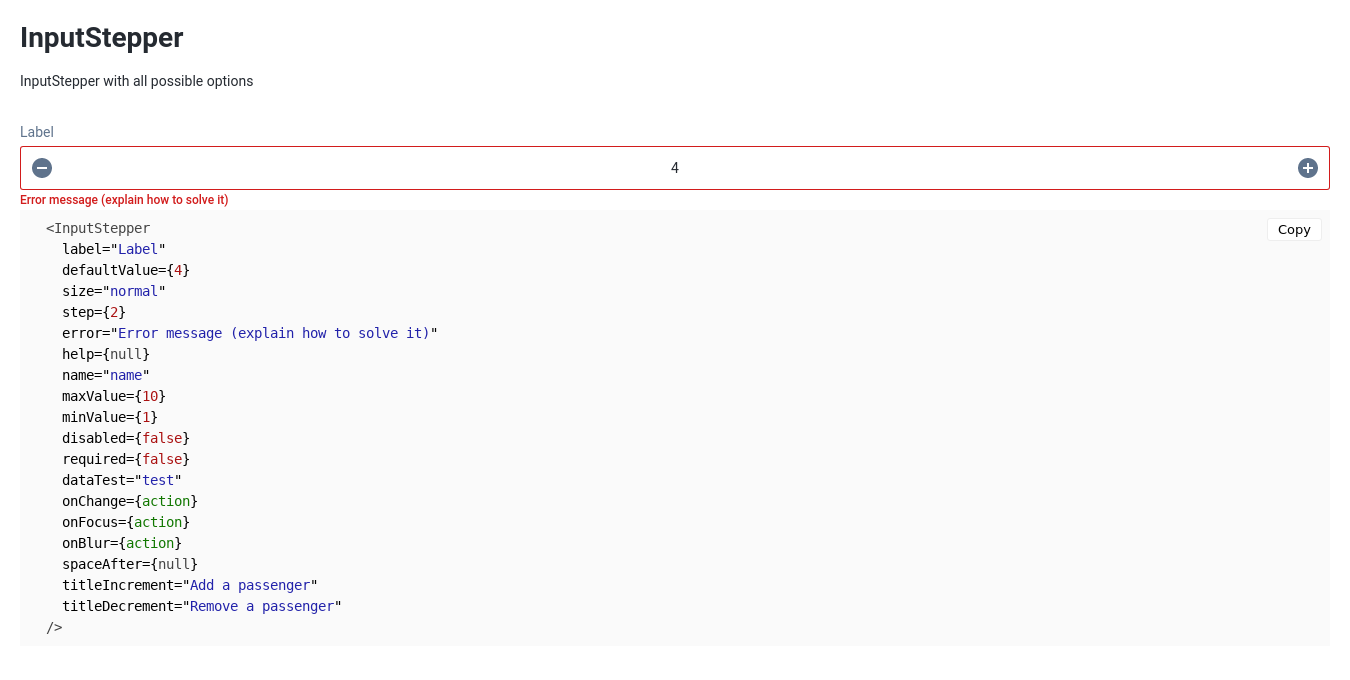 InputStepper
InputStepper with all possible options
Label
4
Error message (explain how to solve it)
Copy
<InputStepper
  label="Label"
  defaultValue={4}
  size="normal"
  step={2}
  error="Error message (explain how to solve it)"
  help={null}
  name="name"
  maxValue={10}
  minValue={1}
  disabled={false}
  required={false}
  dataTest="test"
  onChange={action}
  onFocus={action}
  onBlur={action}
  spaceAfter={null}
  titleIncrement="Add a passenger"
  titleDecrement="Remove a passenger"
/>